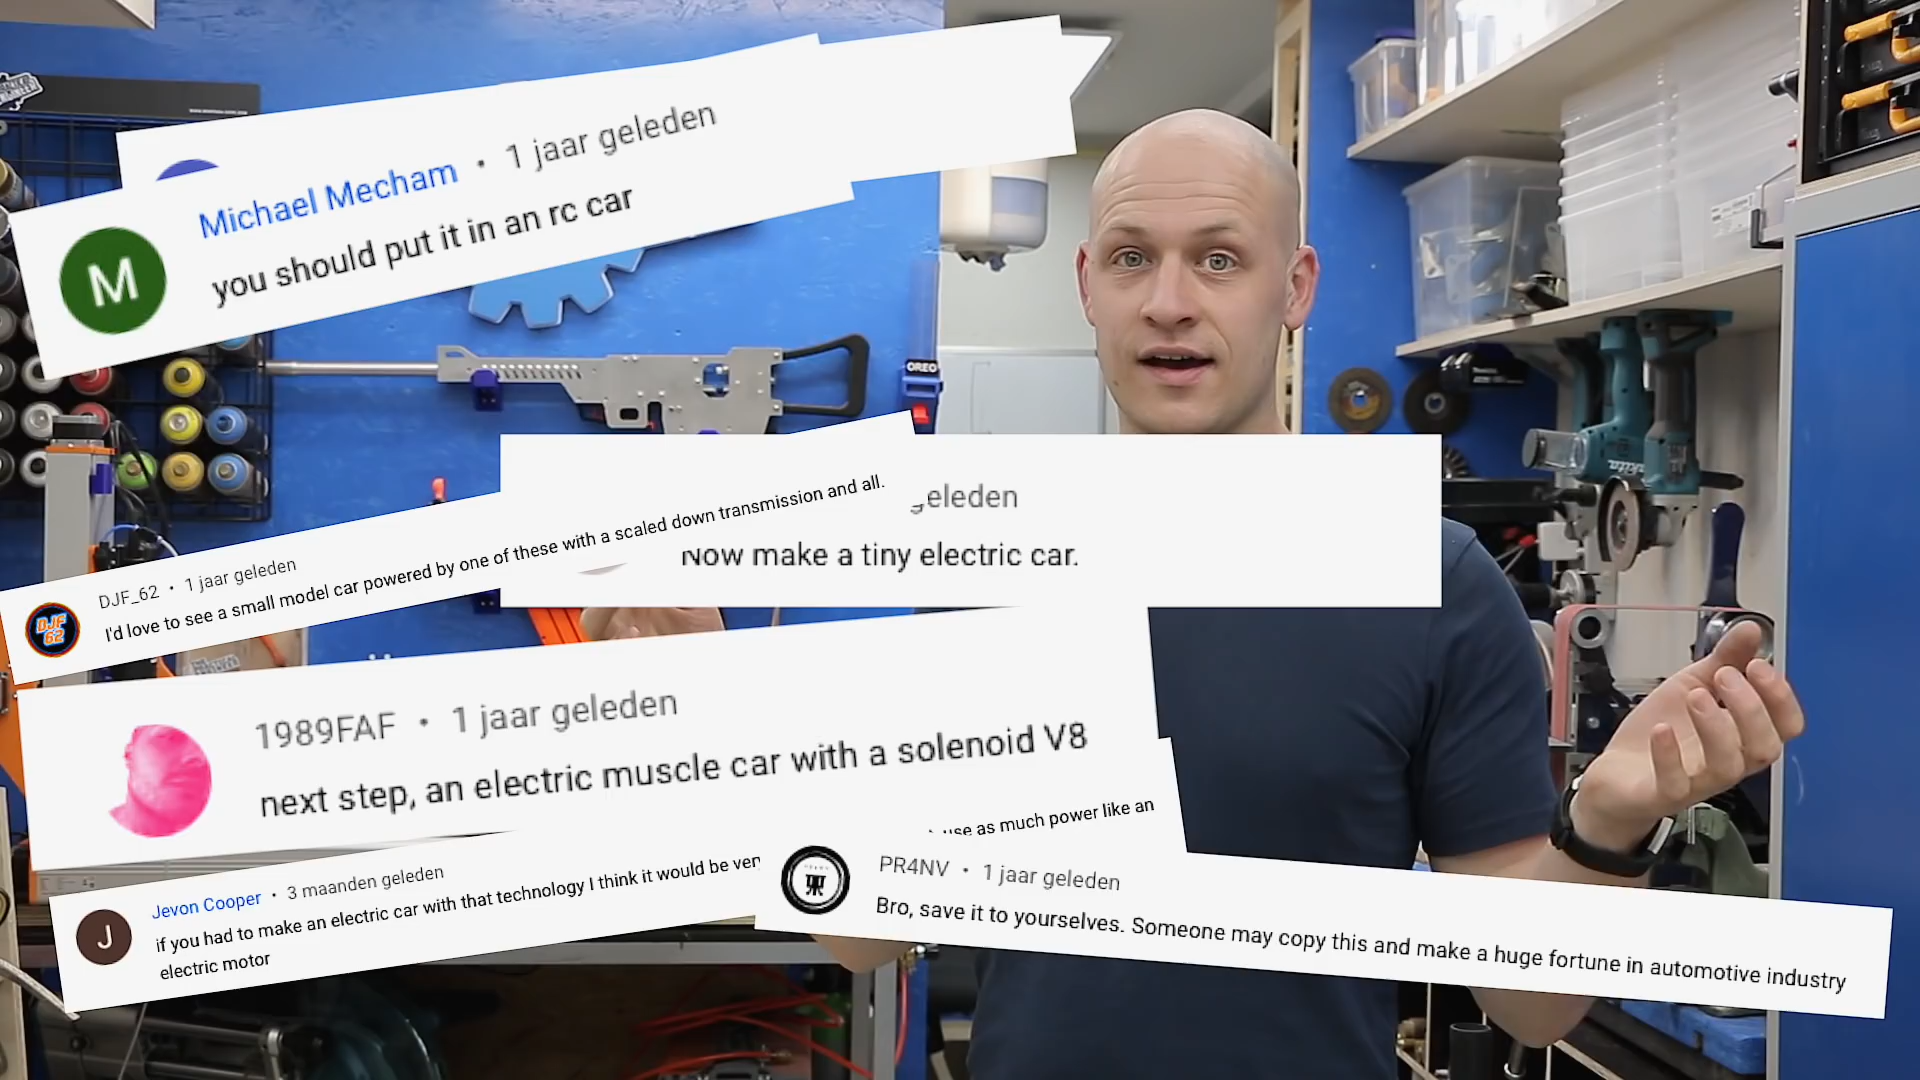 Michael Mecham • 1 jaar geleden
you should put it in an rc car
M
OREO
geleden
Now make a tiny electric car.
DJF_62 • 1 jaar geleden
I'd love to see a small model car powered by one of these with a scaled down transmission and all.
DJF
62
1989FAF • 1 jaar geleden
next step, an electric muscle car with a solenoid V8
use as much power like an
Jevon Cooper • 3 maanden geleden
if you had to make an electric car with that technology I think it would be very
electric motor
J
PR4NV • 1 jaar geleden
Bro, save it to yourselves. Someone may copy this and make a huge fortune in automotive industry
makita